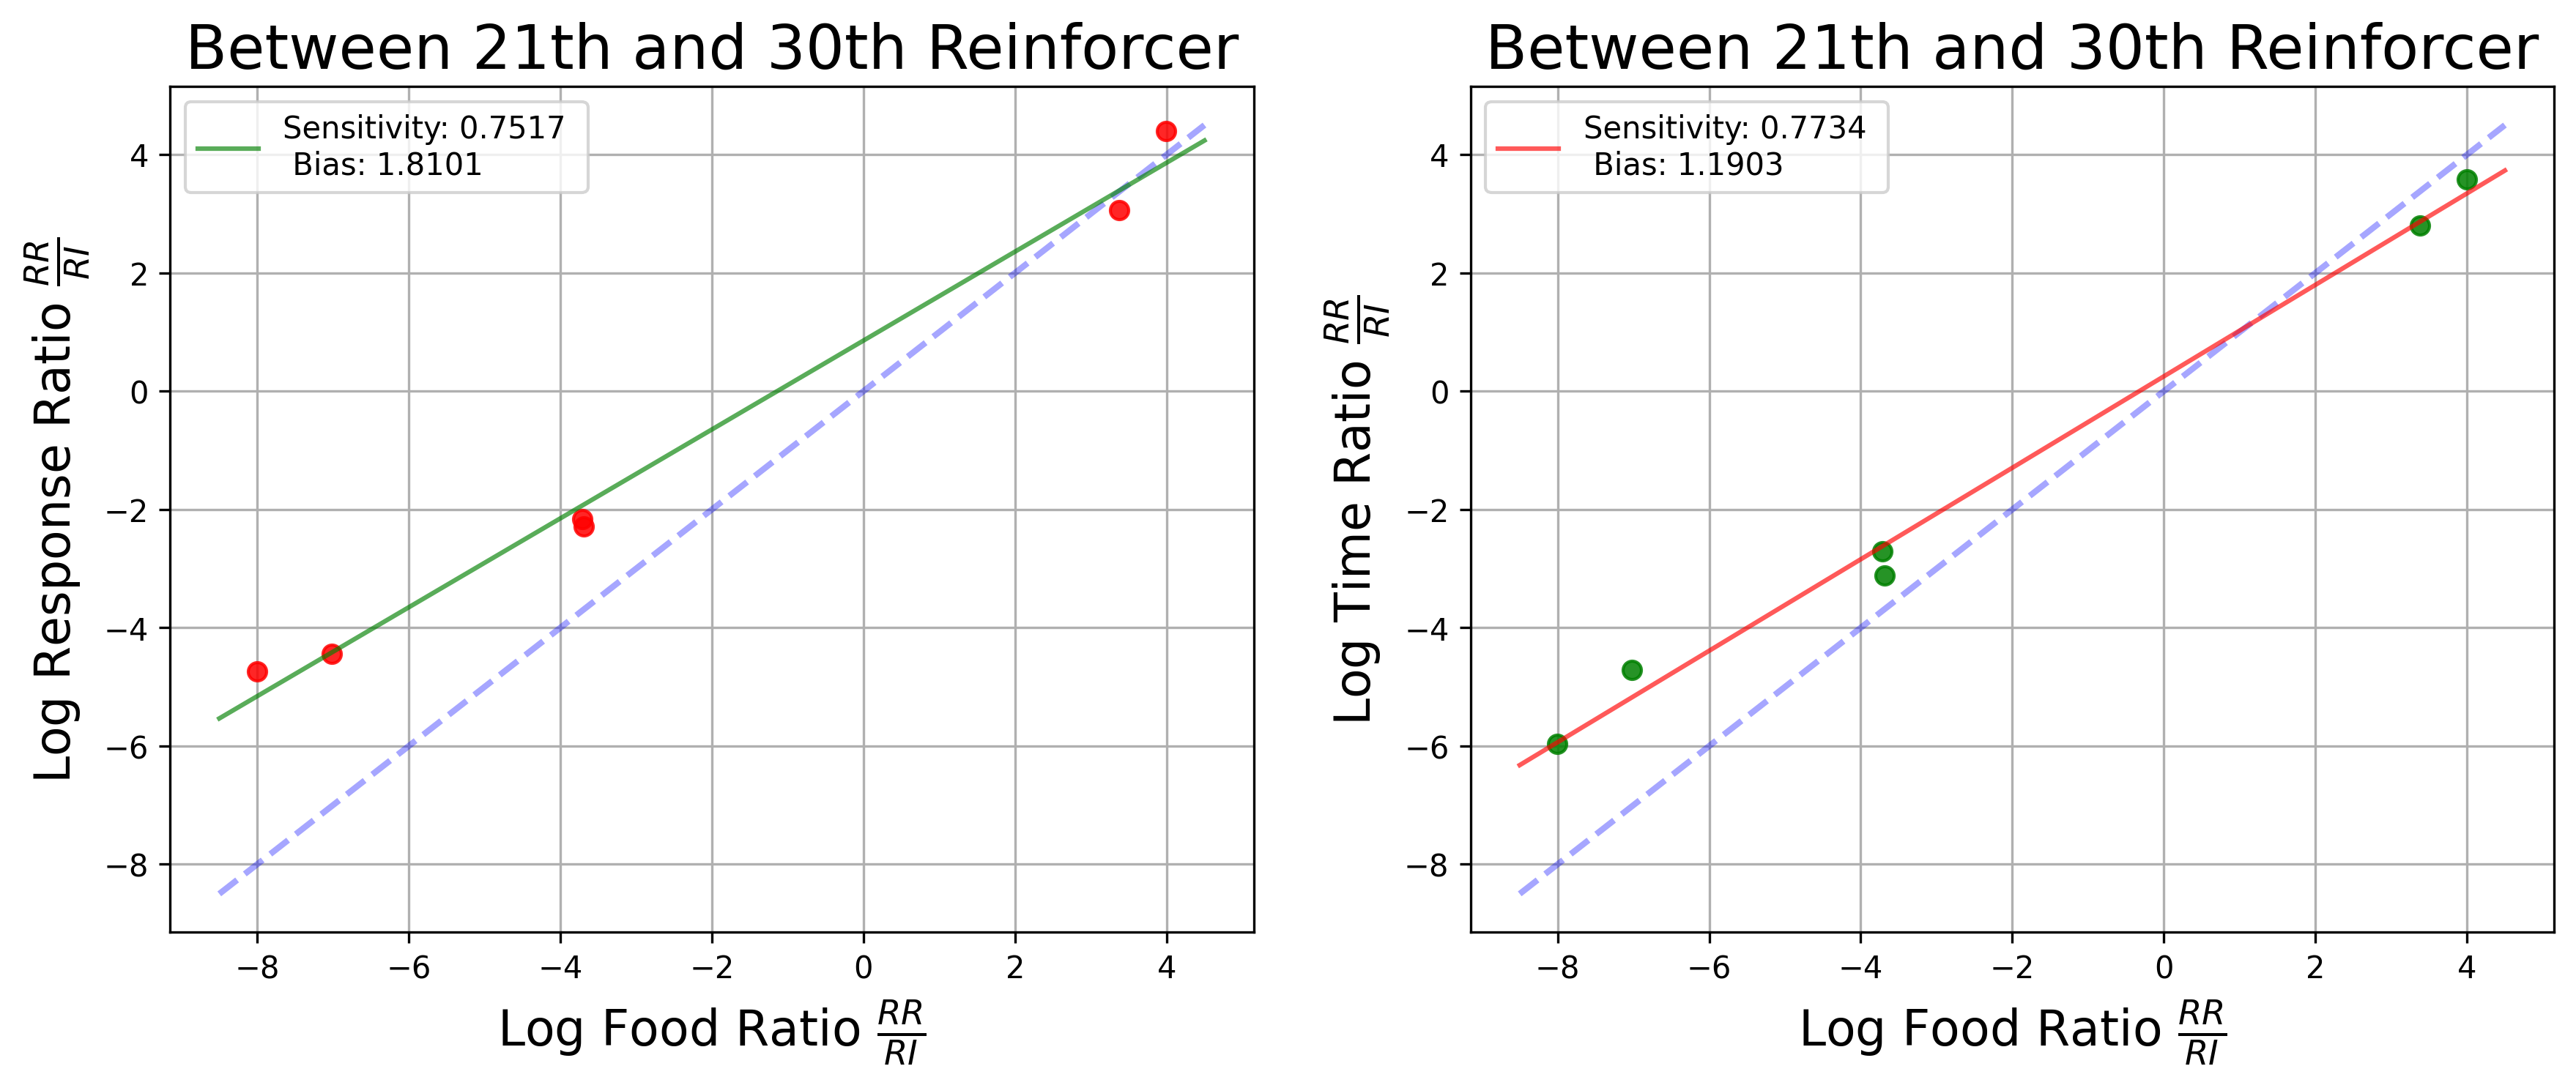 Between 21th and 30th Reinforcer
Sensitivity: 0.7517
Bias: 1.8101
Log Response Ratio RR/RI
4
2
0
−2
−4
−6
−8
−8 −6 −4 −2 0 2 4
Log Food Ratio RR/RI
Between 21th and 30th Reinforcer
Sensitivity: 0.7734
Bias: 1.1903
Log Time Ratio RR/RI
4
2
0
−2
−4
−6
−8
−8 −6 −4 −2 0 2 4
Log Food Ratio RR/RI